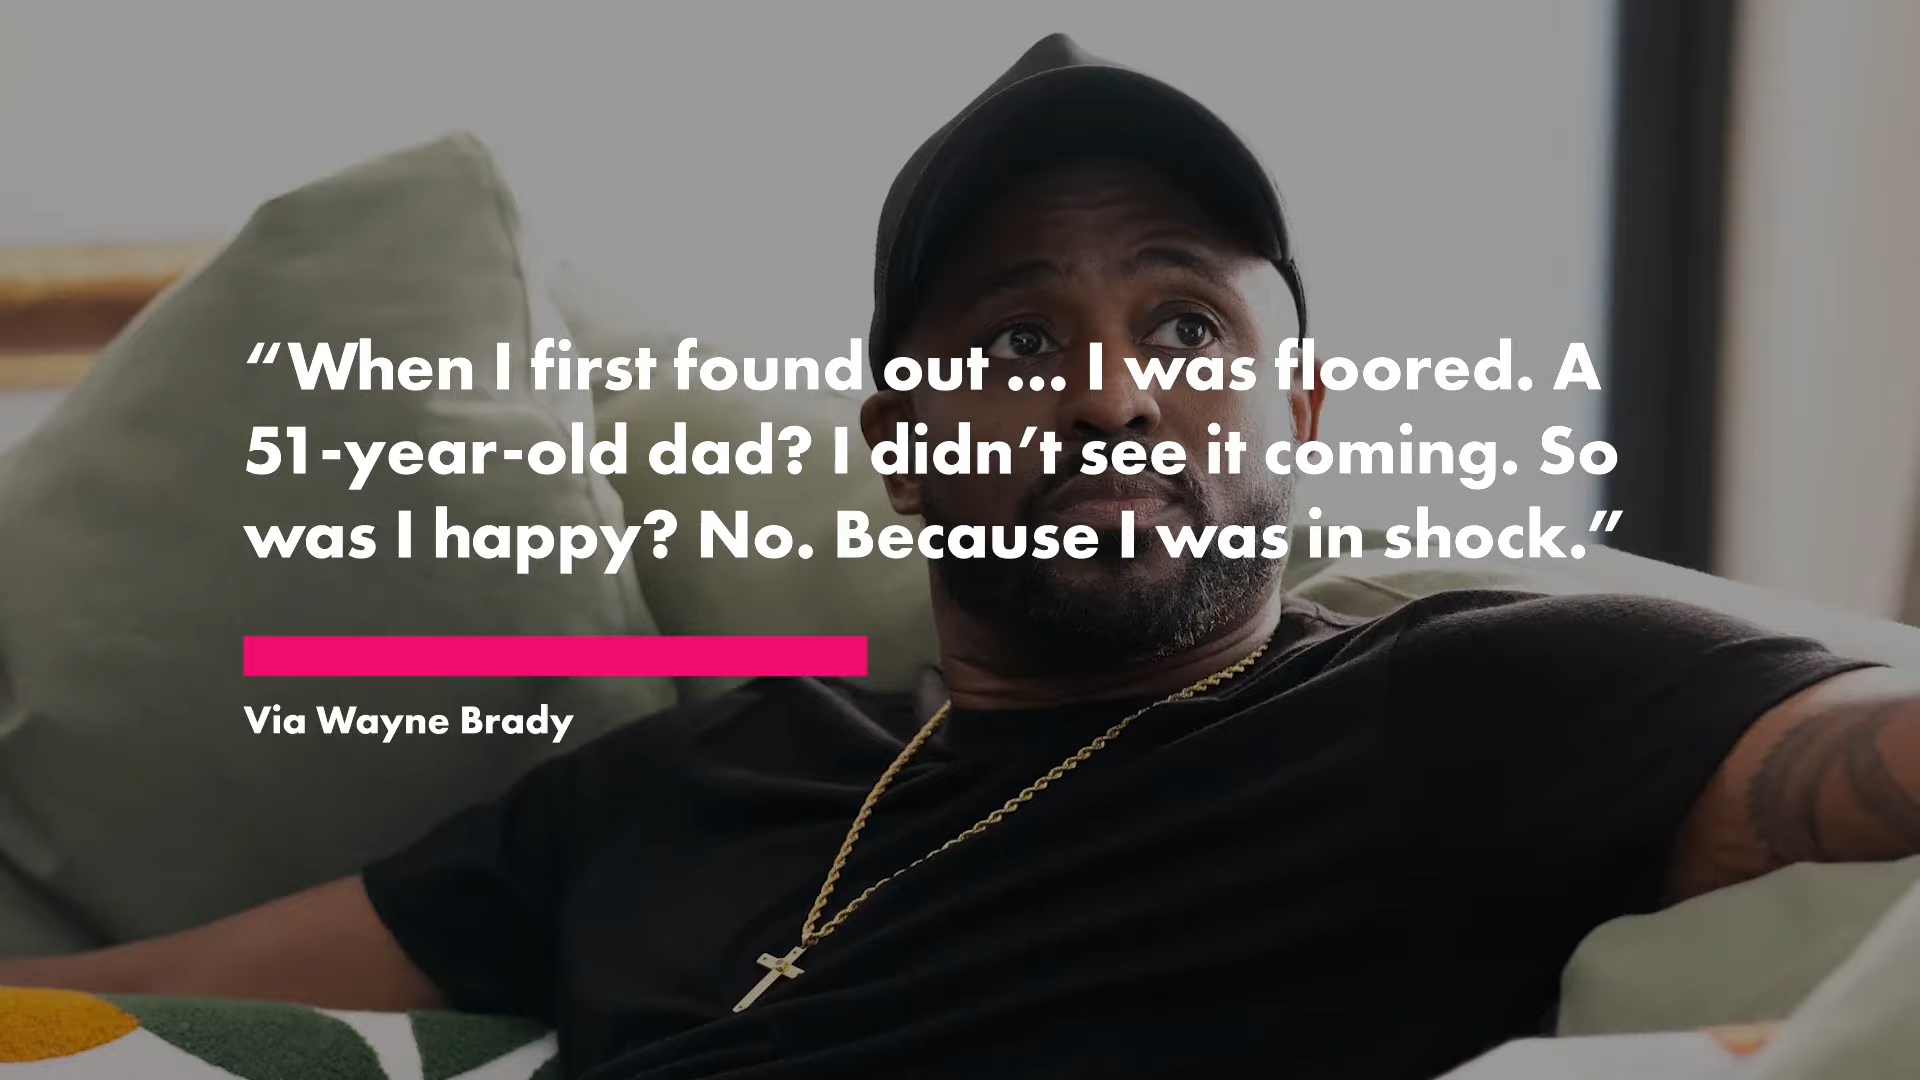 “When I first found out ... I was floored. A
51-year-old dad? I didn’t see it coming. So
was I happy? No. Because I was in shock.”
Via Wayne Brady